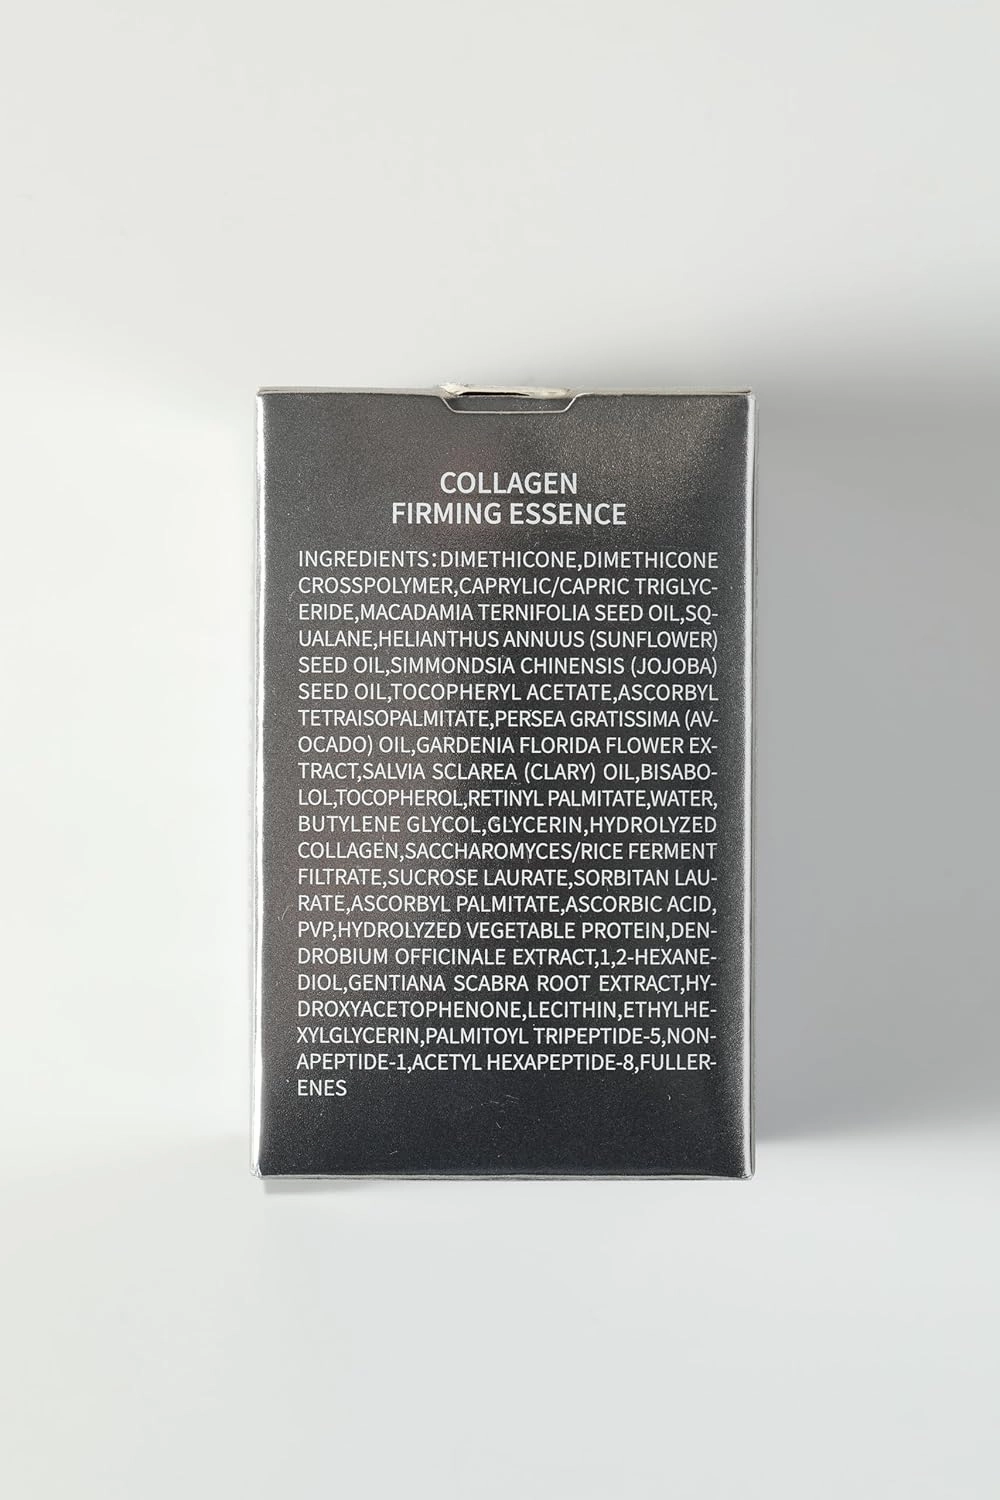 COLLAGEN
FIRMING ESSENCE
INGREDIENTS:DIMETHICONE,DIMETHICONE
CROSSPOLYMER,CAPRYLIC/CAPRIC TRIGLYC-
ERIDE,MACADAMIA TERNIFOLIA SEED OIL,SQ-
UALANE,HELIANTHUS ANNUUS (SUNFLOWER)
SEED OIL,SIMMONDSIA CHINENSIS (JOJOBA)
SEED OIL,TOCOPHERYL ACETATE,ASCORBYL
TETRAISOPALMITATE,PERSEA GRATISSIMA (AV-
OCADO) OIL,GARDENIA FLORIDA FLOWER EX-
TRACT,SALVIA SCLAREA (CLARY) OIL,BISABO-
LOL,TOCOPHEROL,RETINYL PALMITATE,WATER,
BUTYLENE GLYCOL,GLYCERIN,HYDROLYZED
COLLAGEN,SACCHAROMYCES/RICE FERMENT
FILTRATE,SUCROSE LAURATE,SORBITAN LAU-
RATE,ASCORBYL PALMITATE,ASCORBIC ACID,
PVP,HYDROLYZED VEGETABLE PROTEIN,DEN-
DROBIUM OFFICINALE EXTRACT,1,2-HEXANE-
DIOL,GENTIANA SCABRA ROOT EXTRACT,HY-
DROXYACETOPHENONE,LECITHIN,ETHYLHE-
XYLGLYCERIN,PALMITOYL TRIPEPTIDE-5,NON-
APEPTIDE-1,ACETYL HEXAPEPTIDE-8,FULLER-
ENES